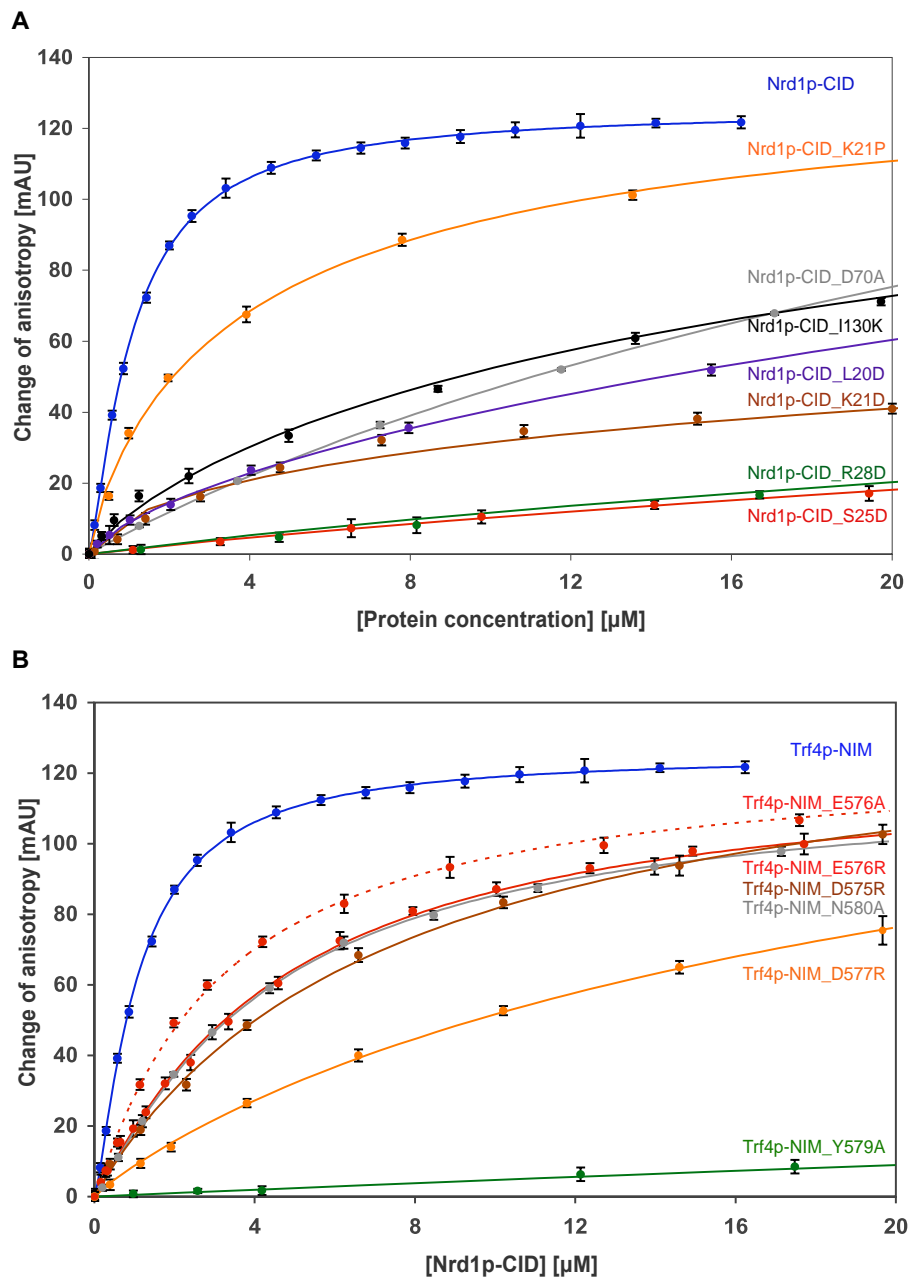 A
140
120
100
80
60
40
20
0
Change of anisotropy [mAU]
Nrd1p-CID
Nrd1p-CID_K21P
Nrd1p-CID_D70A
Nrd1p-CID_I130K
Nrd1p-CID_L20D
Nrd1p-CID_K21D
Nrd1p-CID_R28D
Nrd1p-CID_S25D
0 4 8 12 16 20
[Protein concentration] [µM]
B
140
120
100
80
60
40
20
0
Change of anisotropy [mAU]
Trf4p-NIM
Trf4p-NIM_E576A
Trf4p-NIM_E576R
Trf4p-NIM_D575R
Trf4p-NIM_N580A
Trf4p-NIM_D577R
Trf4p-NIM_Y579A
0 4 8 12 16 20
[Nrd1p-CID] [µM]